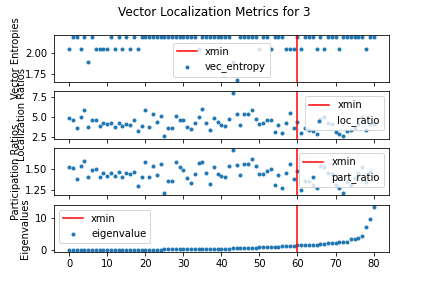 Vector Localization Metrics for 3
Vector Entropies
2.00
1.75
xmin
vec_entropy
Localization Ratios
7.5
5.0
2.5
xmin
loc_ratio
Participation Ratios
1.50
1.25
xmin
part_ratio
Eigenvalues
10
0
xmin
eigenvalue
0 10 20 30 40 50 60 70 80